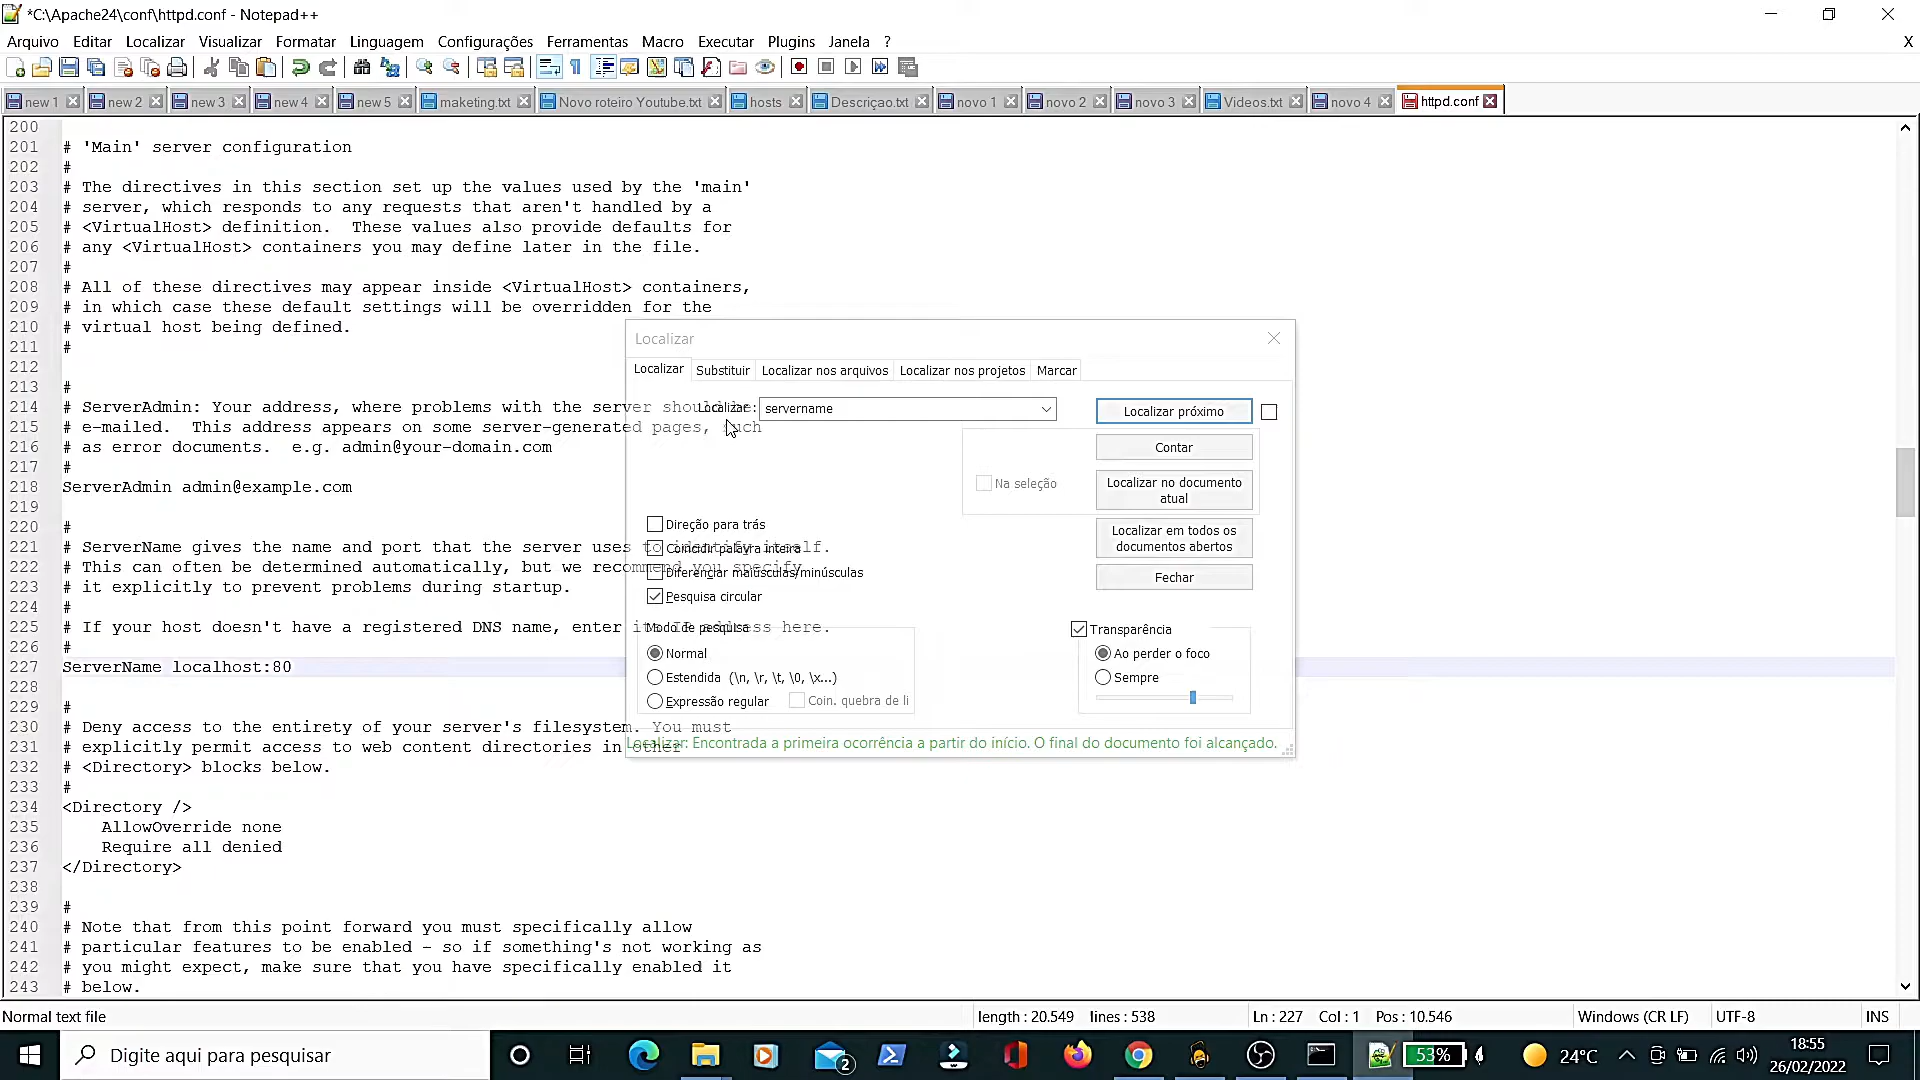 *C:\Apache24\conf\httpd.conf - Notepad++
Arquivo Editar Localizar Visualizar Formatar Linguagem Configurações Ferramentas Macro Executar Plugins Janela ? X
new 1 new 2 new 3 new 4 new 5 maketing.txt Novo roteiro Youtube.txt hosts Descriçao.txt novo 1 novo 2 novo 3 Videos.txt novo 4 httpd.conf
200
201 # 'Main' server configuration
202 #
203 # The directives in this section set up the values used by the 'main'
204 # server, which responds to any requests that aren't handled by a
205 # <VirtualHost> definition.  These values also provide defaults for
206 # any <VirtualHost> containers you may define later in the file.
207 #
208 # All of these directives may appear inside <VirtualHost> containers,
209 # in which case these default settings will be overridden for the
210 # virtual host being defined.
211 #
212
213 #
214 # ServerAdmin: Your address, where problems with the server should be
215 # e-mailed.  This address appears on some server-generated pages, such
216 # as error documents.  e.g. admin@your-domain.com
217 #
218 ServerAdmin admin@example.com
219
220 #
221 # ServerName gives the name and port that the server uses to identify itself.
222 # This can often be determined automatically, but we recommend you specify
223 # it explicitly to prevent problems during startup.
224 #
225 # If your host doesn't have a registered DNS name, enter its IP address here.
226 #
227 ServerName localhost:80
228
229 #
230 # Deny access to the entirety of your server's filesystem. You must
231 # explicitly permit access to web content directories in other
232 # <Directory> blocks below.
233 #
234 <Directory />
235     AllowOverride none
236     Require all denied
237 </Directory>
238
239 #
240 # Note that from this point forward you must specifically allow
241 # particular features to be enabled - so if something's not working as
242 # you might expect, make sure that you have specifically enabled it
243 # below.
Localizar
Localizar Substituir Localizar nos arquivos Localizar nos projetos Marcar
Localizar: servername
Localizar próximo
Contar
Na seleção
Localizar no documento
atual
Direção para trás
Localizar em todos os
documentos abertos
Coincidir palavra inteira
Diferenciar maiúsculas/minúsculas
Fechar
Pesquisa circular
Modo de pesquisa
Transparência
Normal
Ao perder o foco
Estendida (\n, \r, \t, \0, \x...)
Sempre
Expressão regular Coin. quebra de li
Localizar: Encontrada a primeira ocorrência a partir do início. O final do documento foi alcançado.
Normal text file length : 20.549 lines : 538 Ln : 227 Col : 1 Pos : 10.546 Windows (CR LF) UTF-8 INS
Digite aqui para pesquisar 2 53% 24°C 18:55
26/02/2022